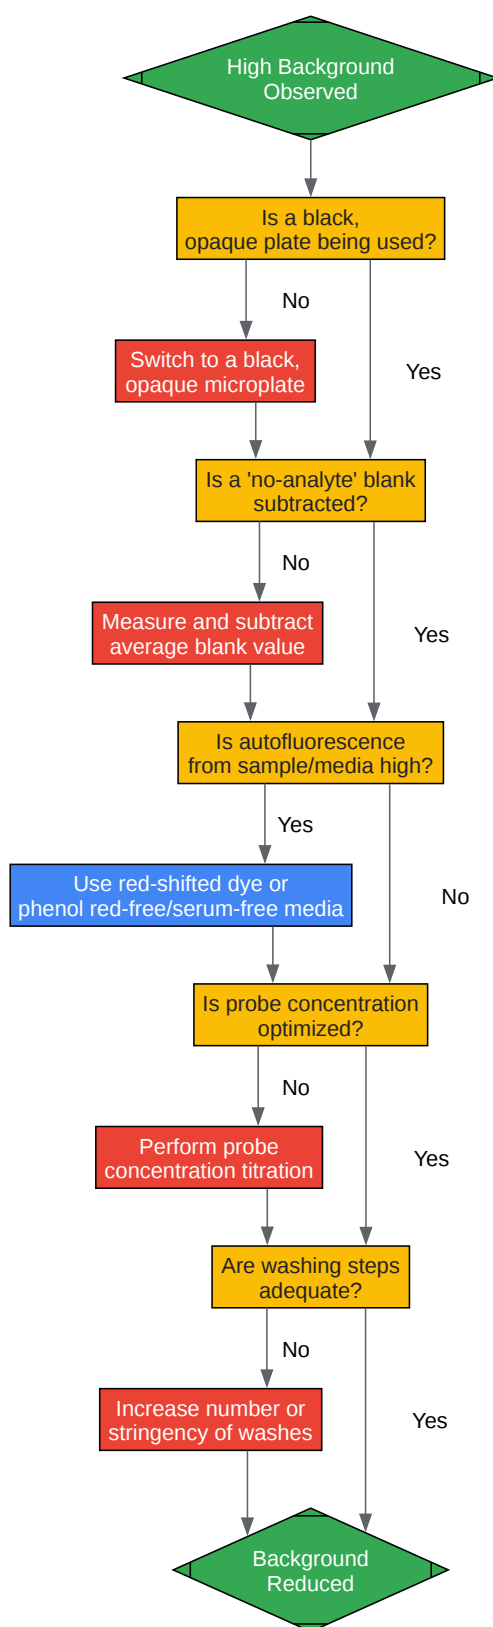 High Background
Observed
Is a black,
opaque plate being used?
No
Switch to a black,
opaque microplate
Yes
Is a 'no-analyte' blank
subtracted?
No
Measure and subtract
average blank value
Yes
Is autofluorescence
from sample/media high?
Yes
Use red-shifted dye or
phenol red-free/serum-free media
No
Is probe concentration
optimized?
No
Perform probe
concentration titration
Yes
Are washing steps
adequate?
No
Increase number or
stringency of washes
Yes
Background
Reduced